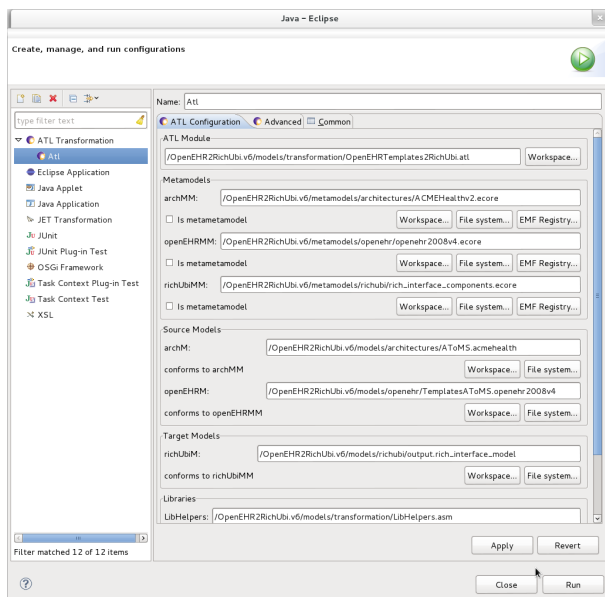 Java - Eclipse
Create, manage, and run configurations
type filter text
ATL Transformation
Atl
Eclipse Application
Java Applet
Java Application
JET Transformation
JUnit
JUnit Plug-in Test
OSGi Framework
Task Context Plug-in Test
Task Context Test
XSL
Filter matched 12 of 12 items
Name: Atl
ATL Configuration Advanced Common
ATL Module
/OpenEHR2RichUbi.v6/models/transformation/OpenEHRTemplates2RichUbi.atl Workspace...
Metamodels
archMM: /OpenEHR2RichUbi.v6/metamodels/architectures/ACMEHealthv2.ecore
Is metametamodel Workspace... File system... EMF Registry...
openEHRMM: /OpenEHR2RichUbi.v6/metamodels/openehr/openehr2008v4.ecore
Is metametamodel Workspace... File system... EMF Registry...
richUbiMM: /OpenEHR2RichUbi.v6/metamodels/richubi/rich_interface_components.ecore
Is metametamodel Workspace... File system... EMF Registry...
Source Models
archM: /OpenEHR2RichUbi.v6/models/architectures/AToMS.acmehealth
conforms to archMM Workspace... File system...
openEHRM: /OpenEHR2RichUbi.v6/models/openehr/TemplatesAToMS.openehr2008v4
conforms to openEHRMM Workspace... File system...
Target Models
richUbiM: /OpenEHR2RichUbi.v6/models/richubi/output.rich_interface_model
conforms to richUbiMM Workspace... File system...
Libraries
LibHelpers: /OpenEHR2RichUbi.v6/models/transformation/LibHelpers.asm
Apply Revert
Close Run